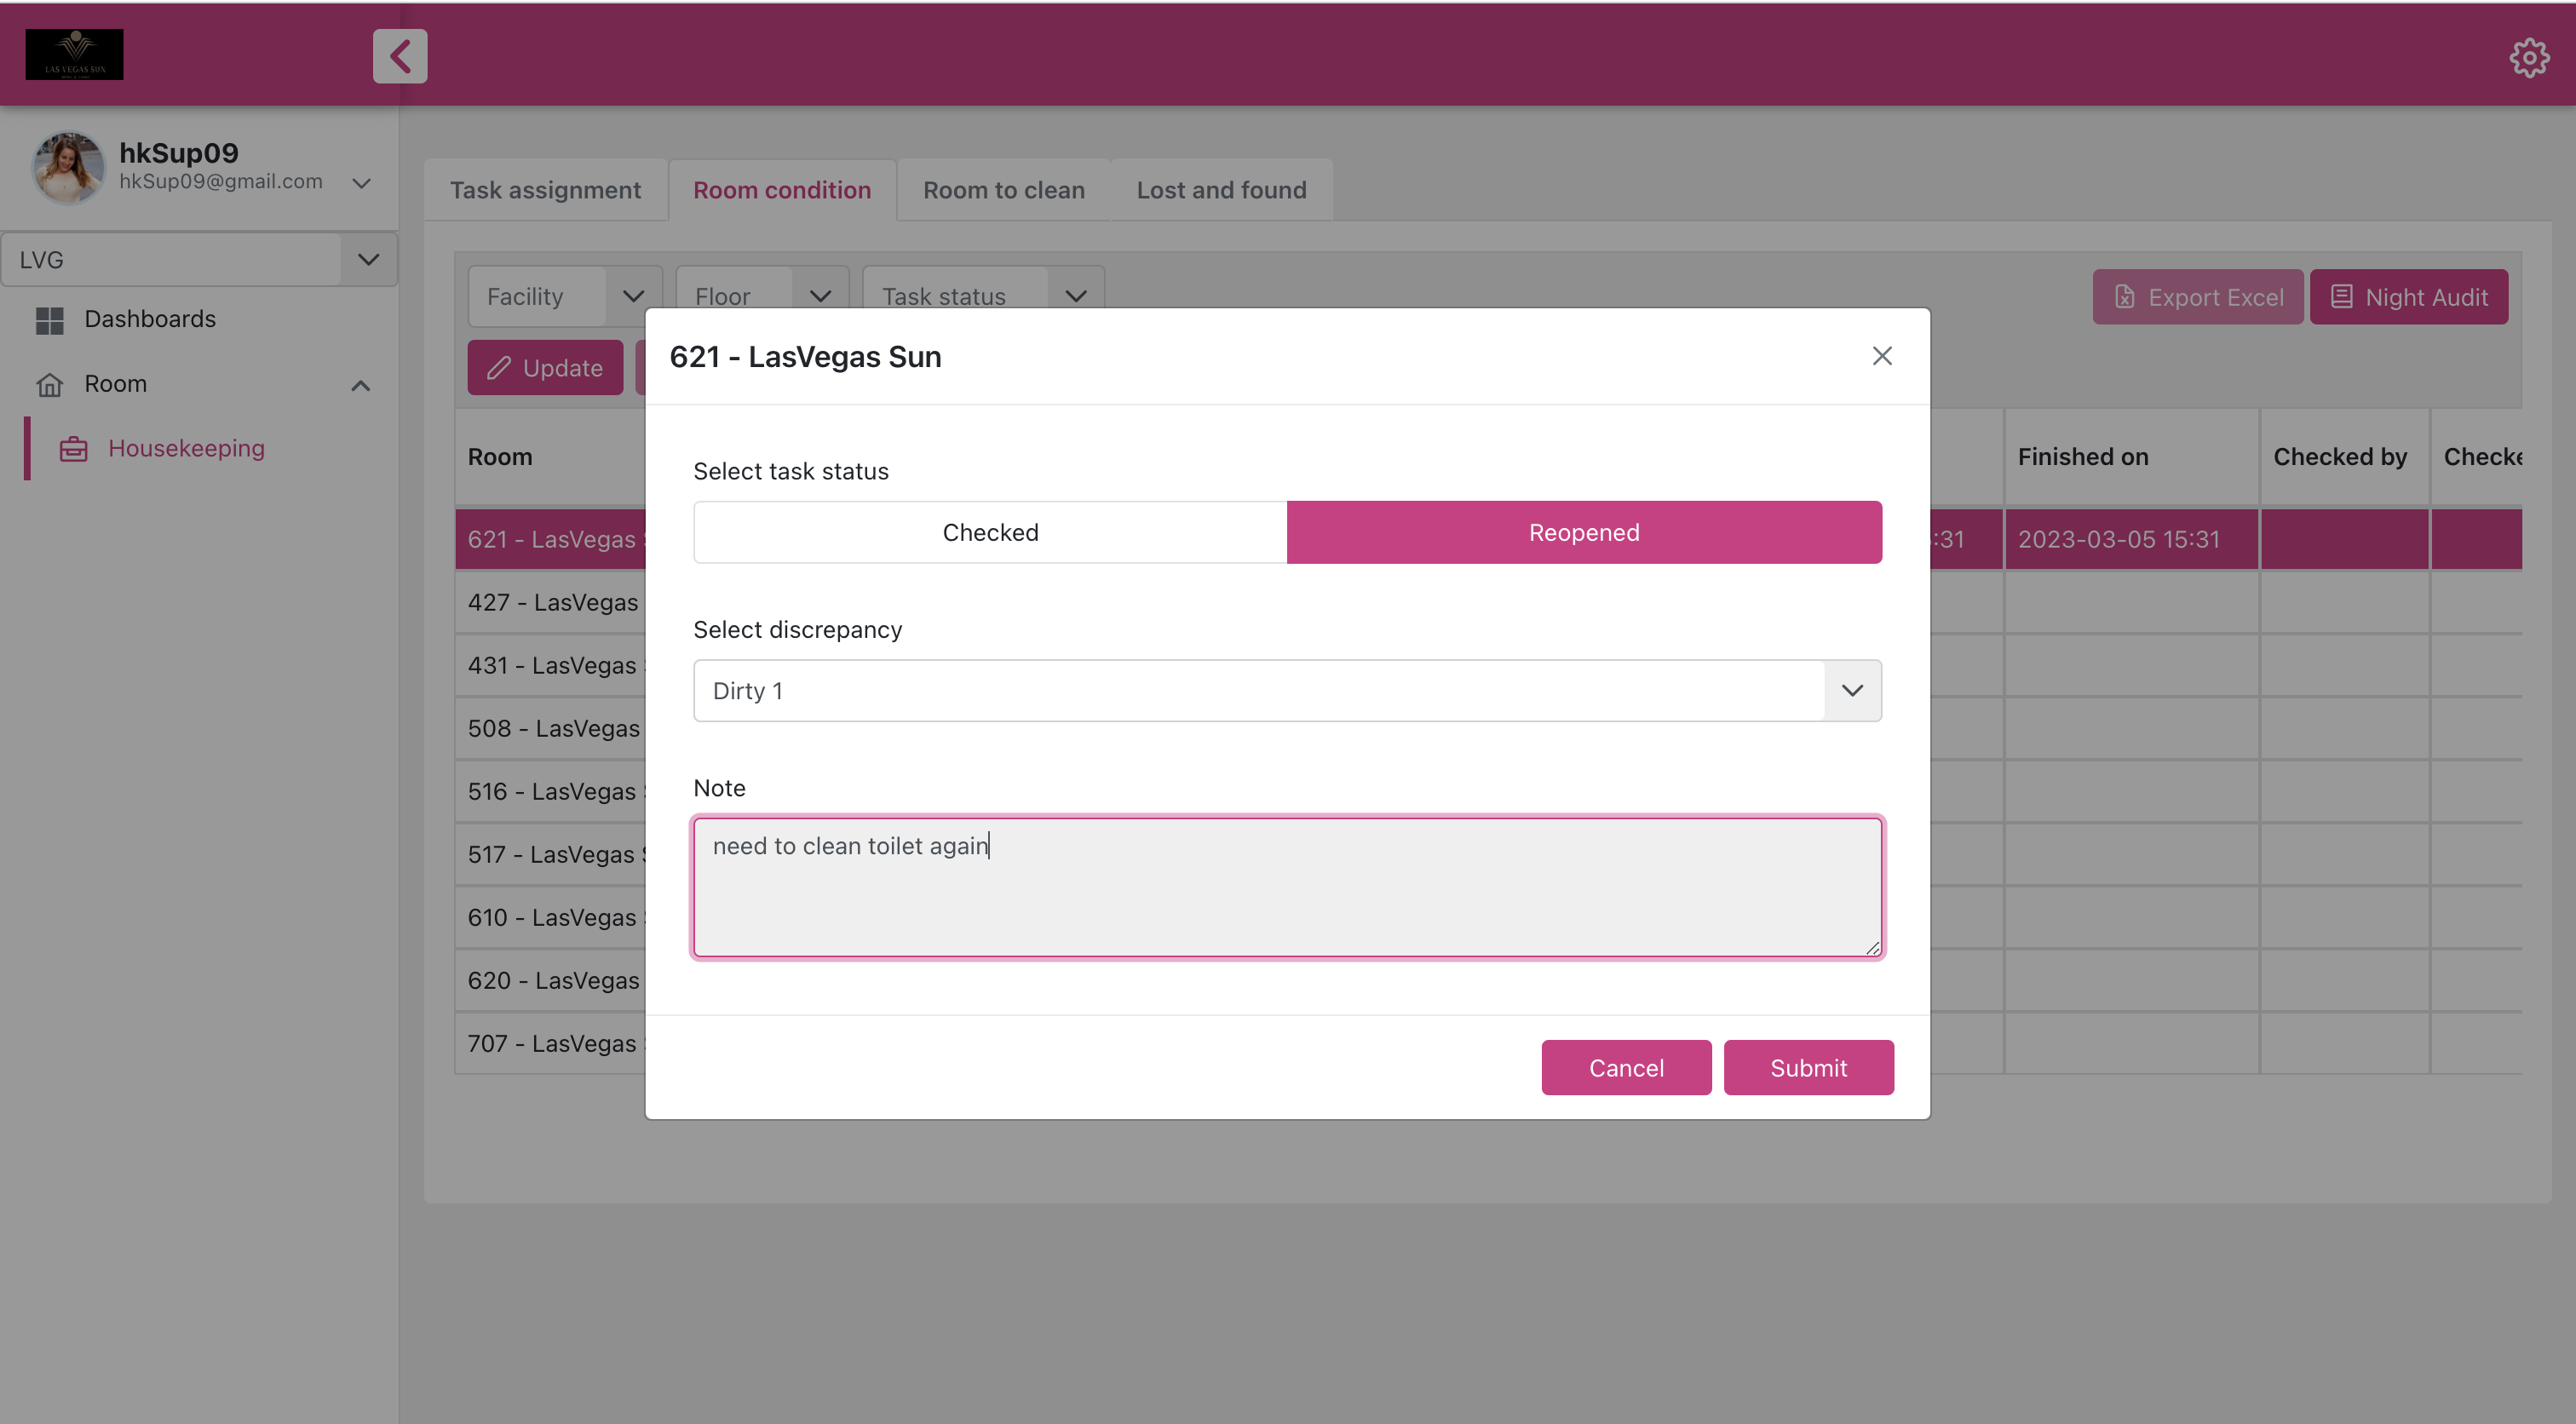 LAS VEGAS SUN
hkSup09
hkSup09@gmail.com
LVG
Dashboards
Room
Housekeeping
Task assignment
Room condition
Room to clean
Lost and found
Facility
Floor
Task status
Export Excel
Night Audit
Update
Room
Finished on
Checked by
Checke
621 - LasVegas
:31
2023-03-05 15:31
427 - LasVegas
431 - LasVegas
508 - LasVegas
516 - LasVegas
517 - LasVegas
610 - LasVegas
620 - LasVegas
707 - LasVegas
621 - LasVegas Sun
Select task status
Checked
Reopened
Select discrepancy
Dirty 1
Note
need to clean toilet again
Cancel
Submit